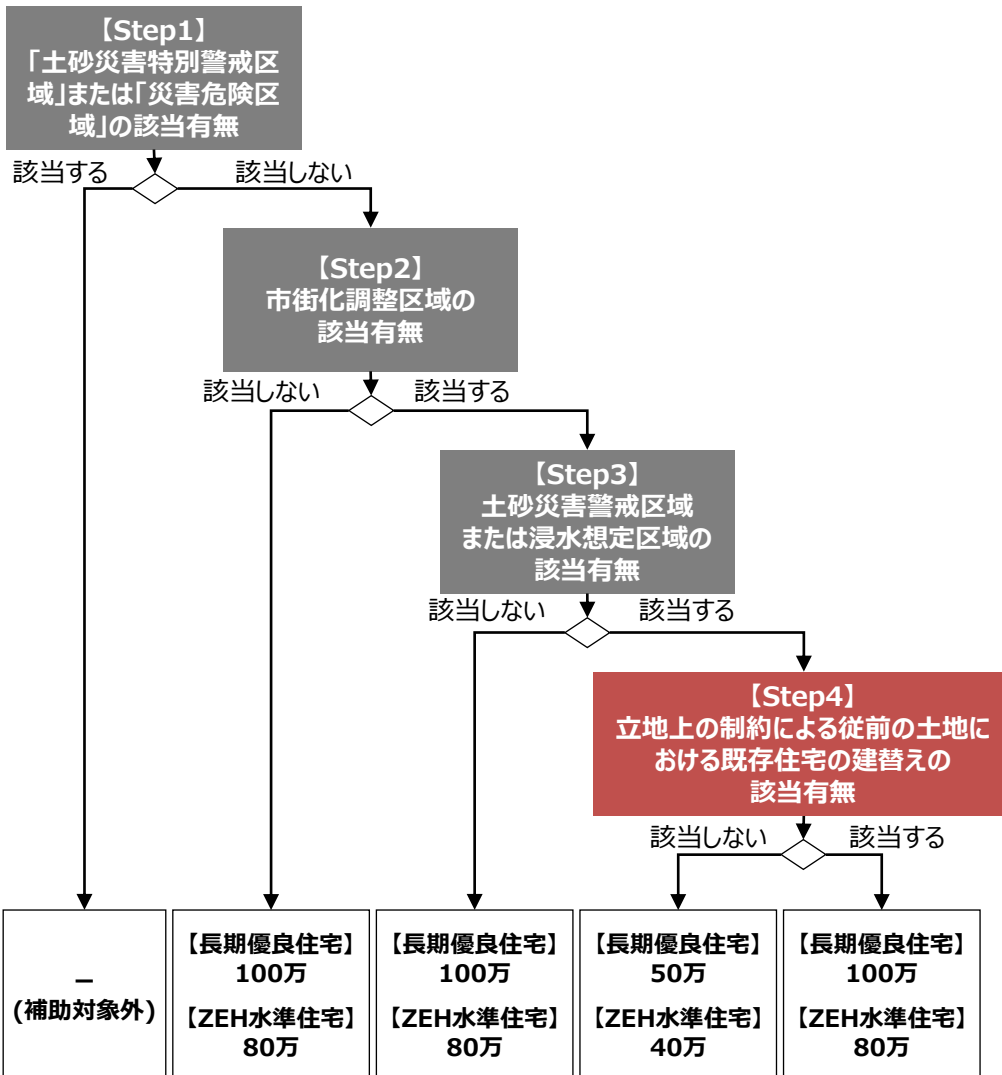 【Step1】
「土砂災害特別警戒区
域」または「災害危険区
域」の該当有無
該当する
該当しない
【Step2】
市街化調整区域の
該当有無
該当しない
該当する
【Step3】
土砂災害警戒区域
または浸水想定区域の
該当有無
該当しない
該当する
【Step4】
立地上の制約による従前の土地に
おける既存住宅の建替えの
該当有無
該当しない
該当する
－
(補助対象外)
【長期優良住宅】
100万
【ZEH水準住宅】
80万
【長期優良住宅】
100万
【ZEH水準住宅】
80万
【長期優良住宅】
50万
【ZEH水準住宅】
40万
【長期優良住宅】
100万
【ZEH水準住宅】
80万